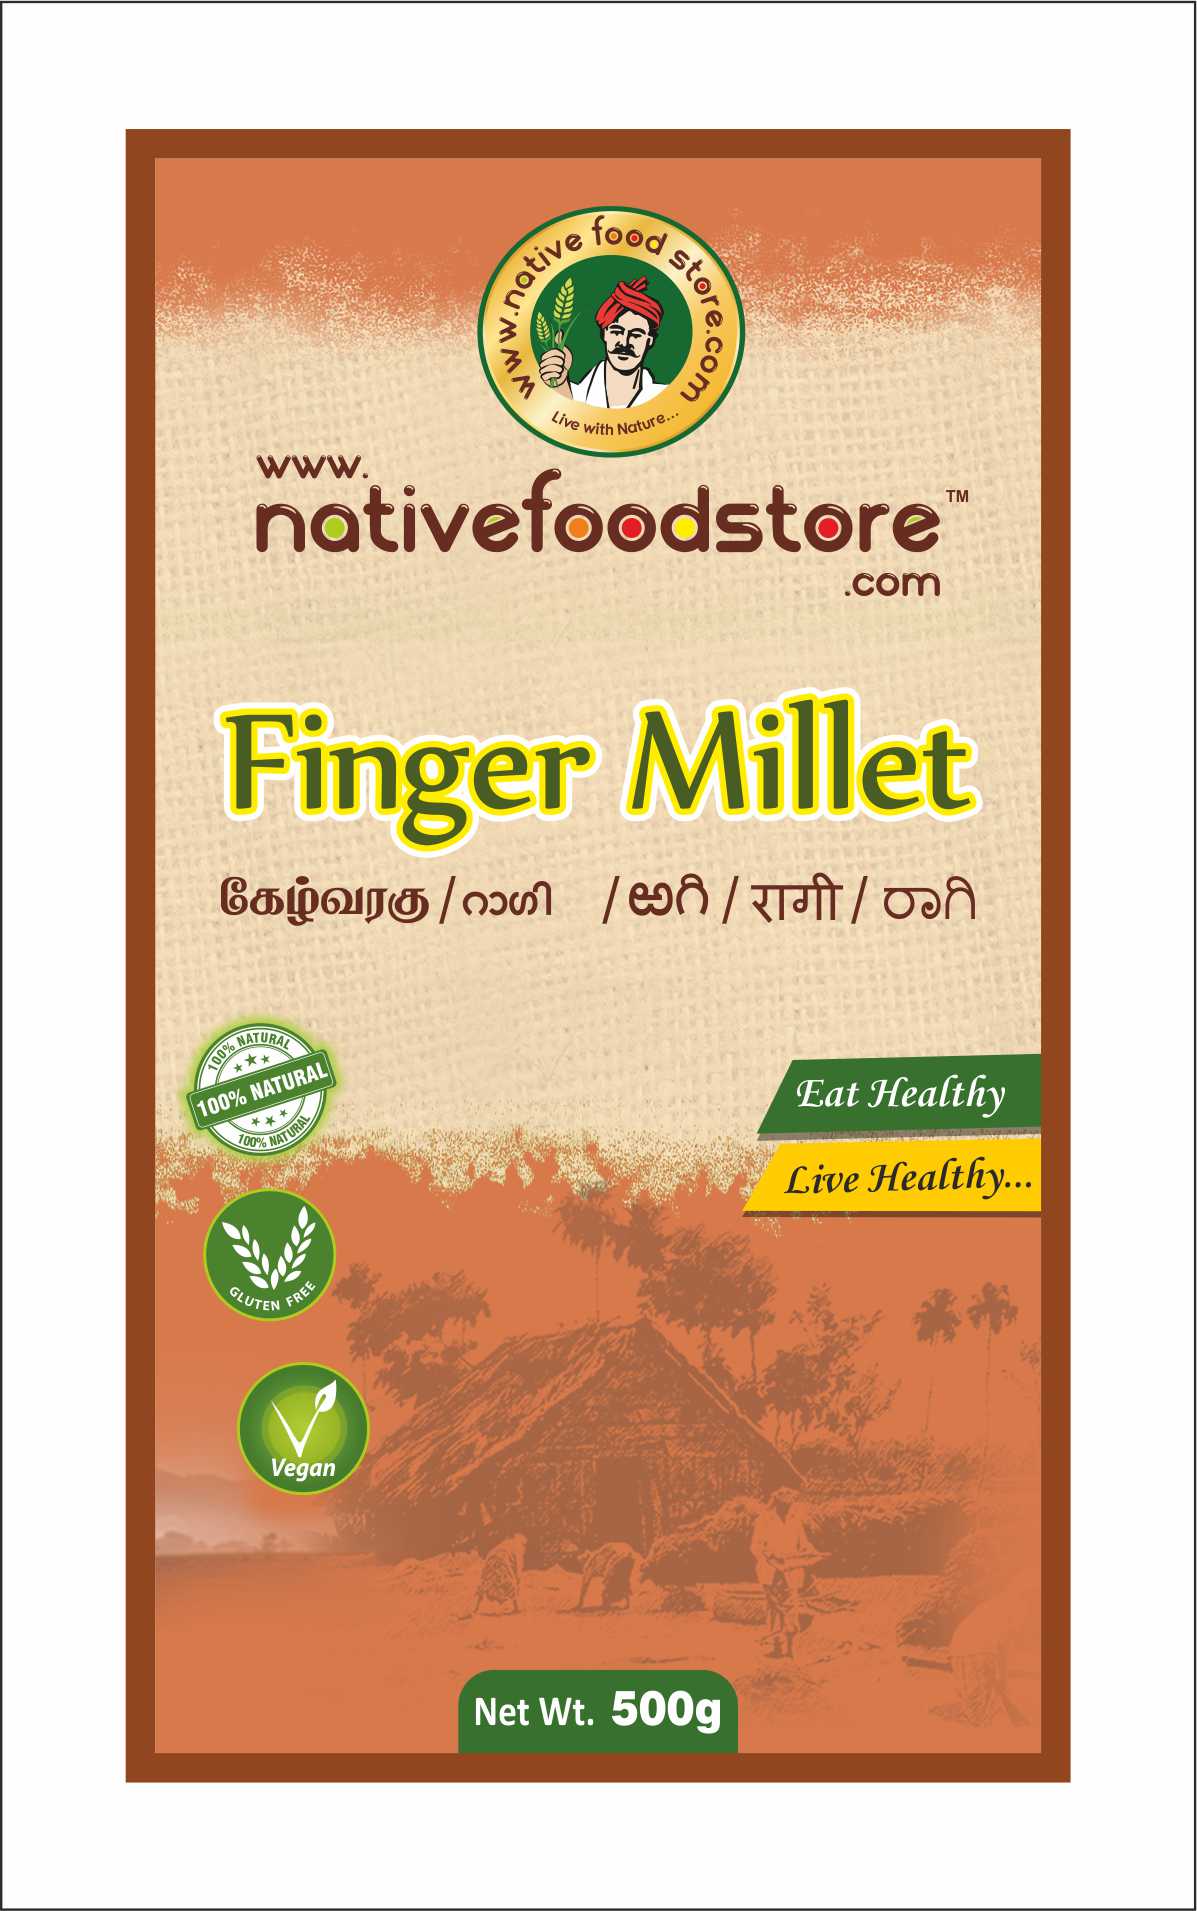 www.native food store.com
Live with Nature...
www.
nativefoodstore™
.com
Finger Millet
கேழ்வரகு / റാഗി / ఱగి / रागी / ರಾಗಿ
100% NATURAL
100% NATURAL
100% NATURAL
Eat Healthy
Live Healthy...
GLUTEN FREE
Vegan
Net Wt. 500g